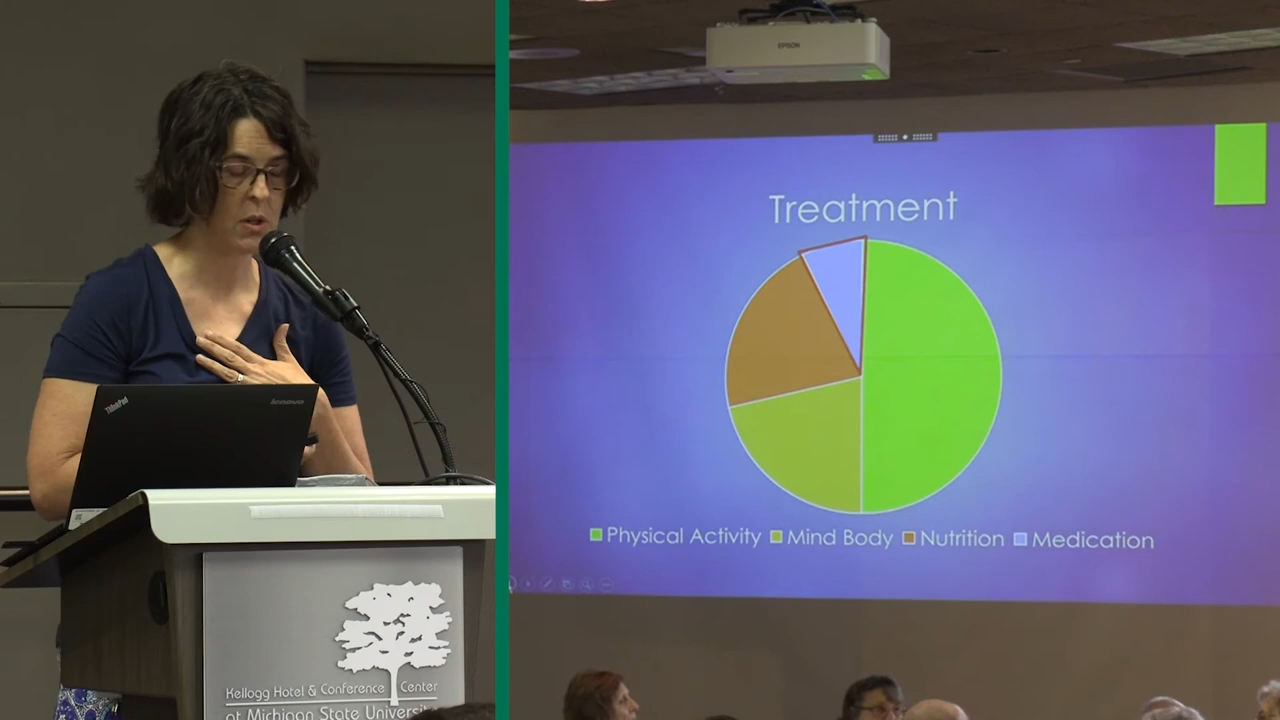 EPSON
Treatment
Physical Activity Mind Body Nutrition Medication
ThinkPad
lenovo
Kellogg Hotel & Conference Center
at Michigan State University